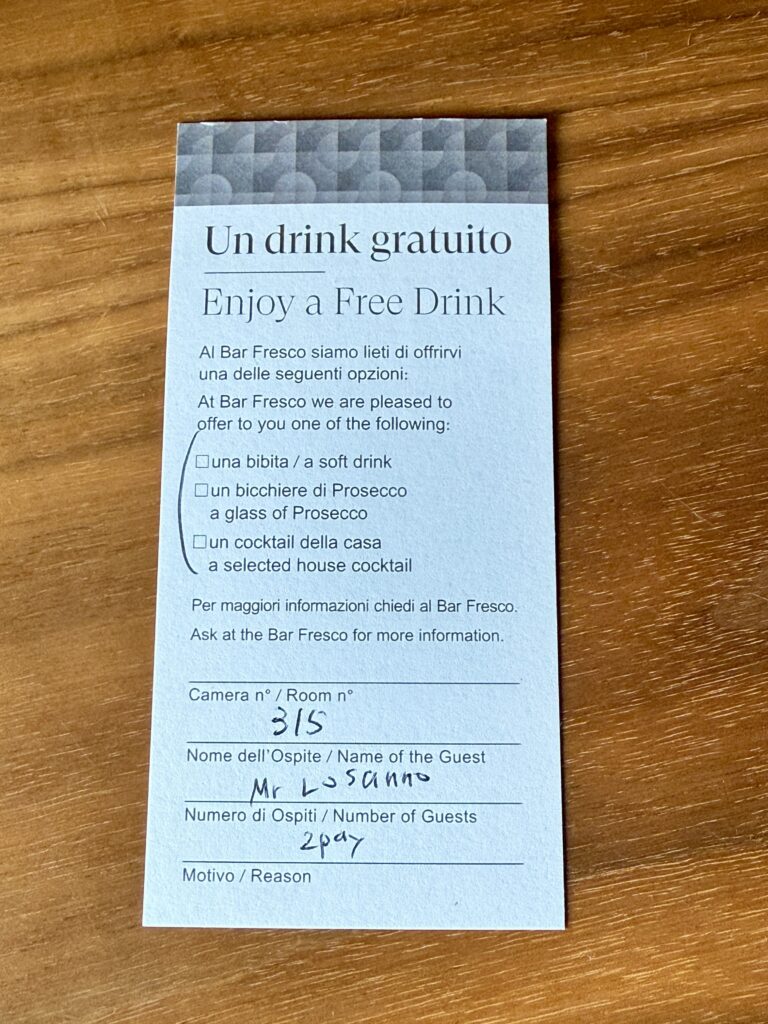 Un drink gratuito
Enjoy a Free Drink
Al Bar Fresco siamo lieti di offrirvi
una delle seguenti opzioni:
At Bar Fresco we are pleased to
offer to you one of the following:
una bibita / a soft drink
un bicchiere di Prosecco
a glass of Prosecco
un cocktail della casa
a selected house cocktail
Per maggiori informazioni chiedi al Bar Fresco.
Ask at the Bar Fresco for more information.
Camera n° / Room n°
315
Nome dell'Ospite / Name of the Guest
Mr Losanno
Numero di Ospiti / Number of Guests
2pay
Motivo / Reason